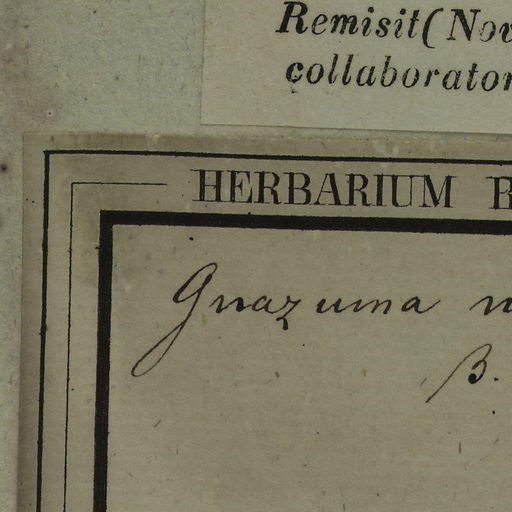 Remisit (Nov
collaborator
HERBARIUM
Guazuma
β.